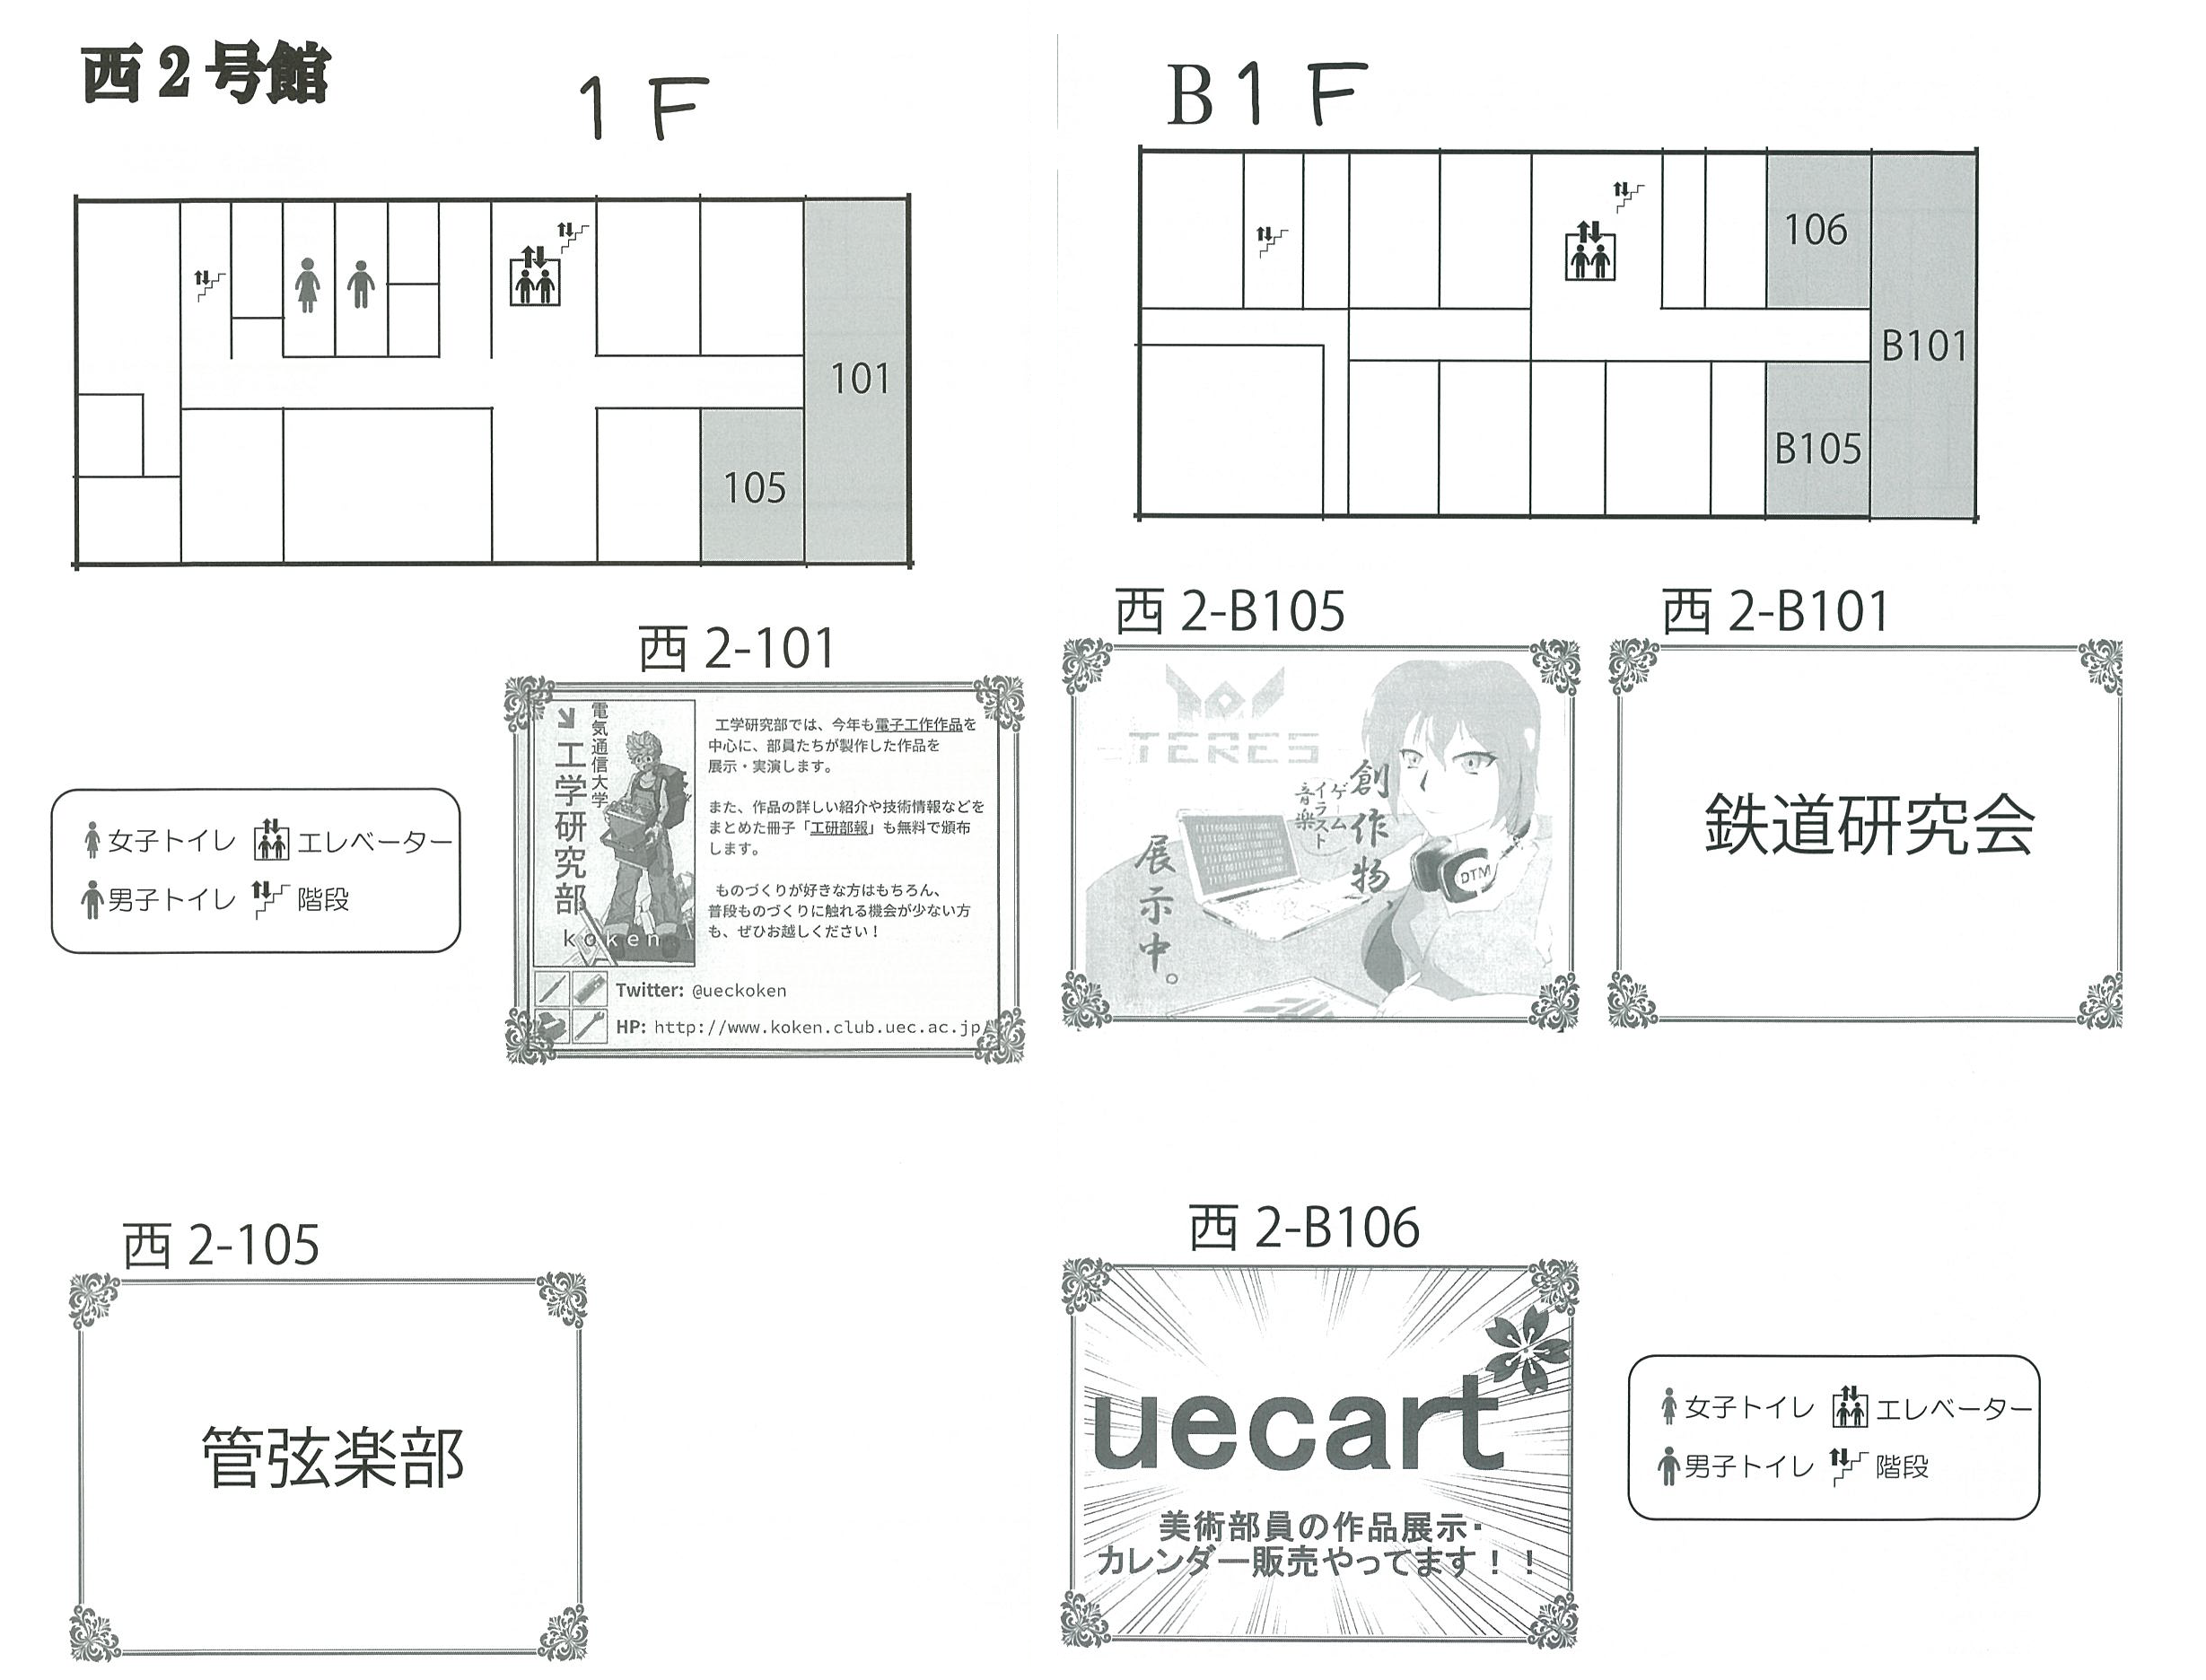 西2号館
1F
101
105
西 2-101
電気通信大学
工学研究部
koken
工学研究部では、今年も電子工作作品を
中心に、部員たちが製作した作品を
展示・実演します。
また、作品の詳しい紹介や技術情報などを
まとめた冊子「工研部報」も無料で頒布
します。
ものづくりが好きな方はもちろん、
普段ものづくりに触れる機会が少ない方
も、ぜひお越しください！
Twitter: @ueckoken
HP: http://www.koken.club.uec.ac.jp/
女子トイレ エレベーター
男子トイレ 階段
西 2-105
管弦楽部
B1F
106
B101
B105
西 2-B105
TERES
創作物、
ゲーム
イラスト
音楽
展示中。
DTM
西 2-B101
鉄道研究会
西 2-B106
uecart
美術部員の作品展示・
カレンダー販売やってます！！
女子トイレ エレベーター
男子トイレ 階段